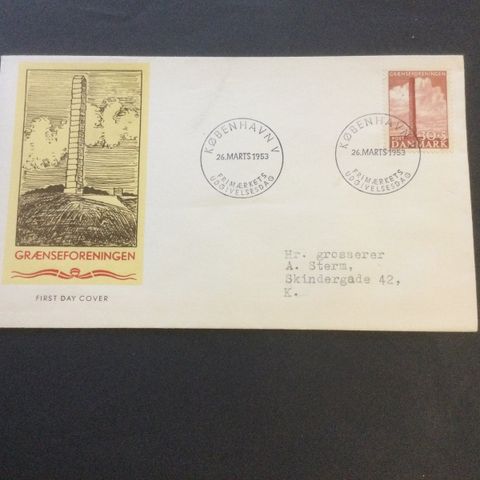 GRÆNSEFORENINGEN
FIRST DAY COVER
KØBENHAVN V
26.MARTS 1953
FRIMÆRKETS
UDGIVELSESDAG
GRÆNSEFORENINGEN
30+5
DANMARK
KØBENHAVN
26.MARTS 1953
FRIMÆRKETS
UDGIVELSESDAG
Hr. grosserer
A. Sterm,
Skindergade 42,
K.